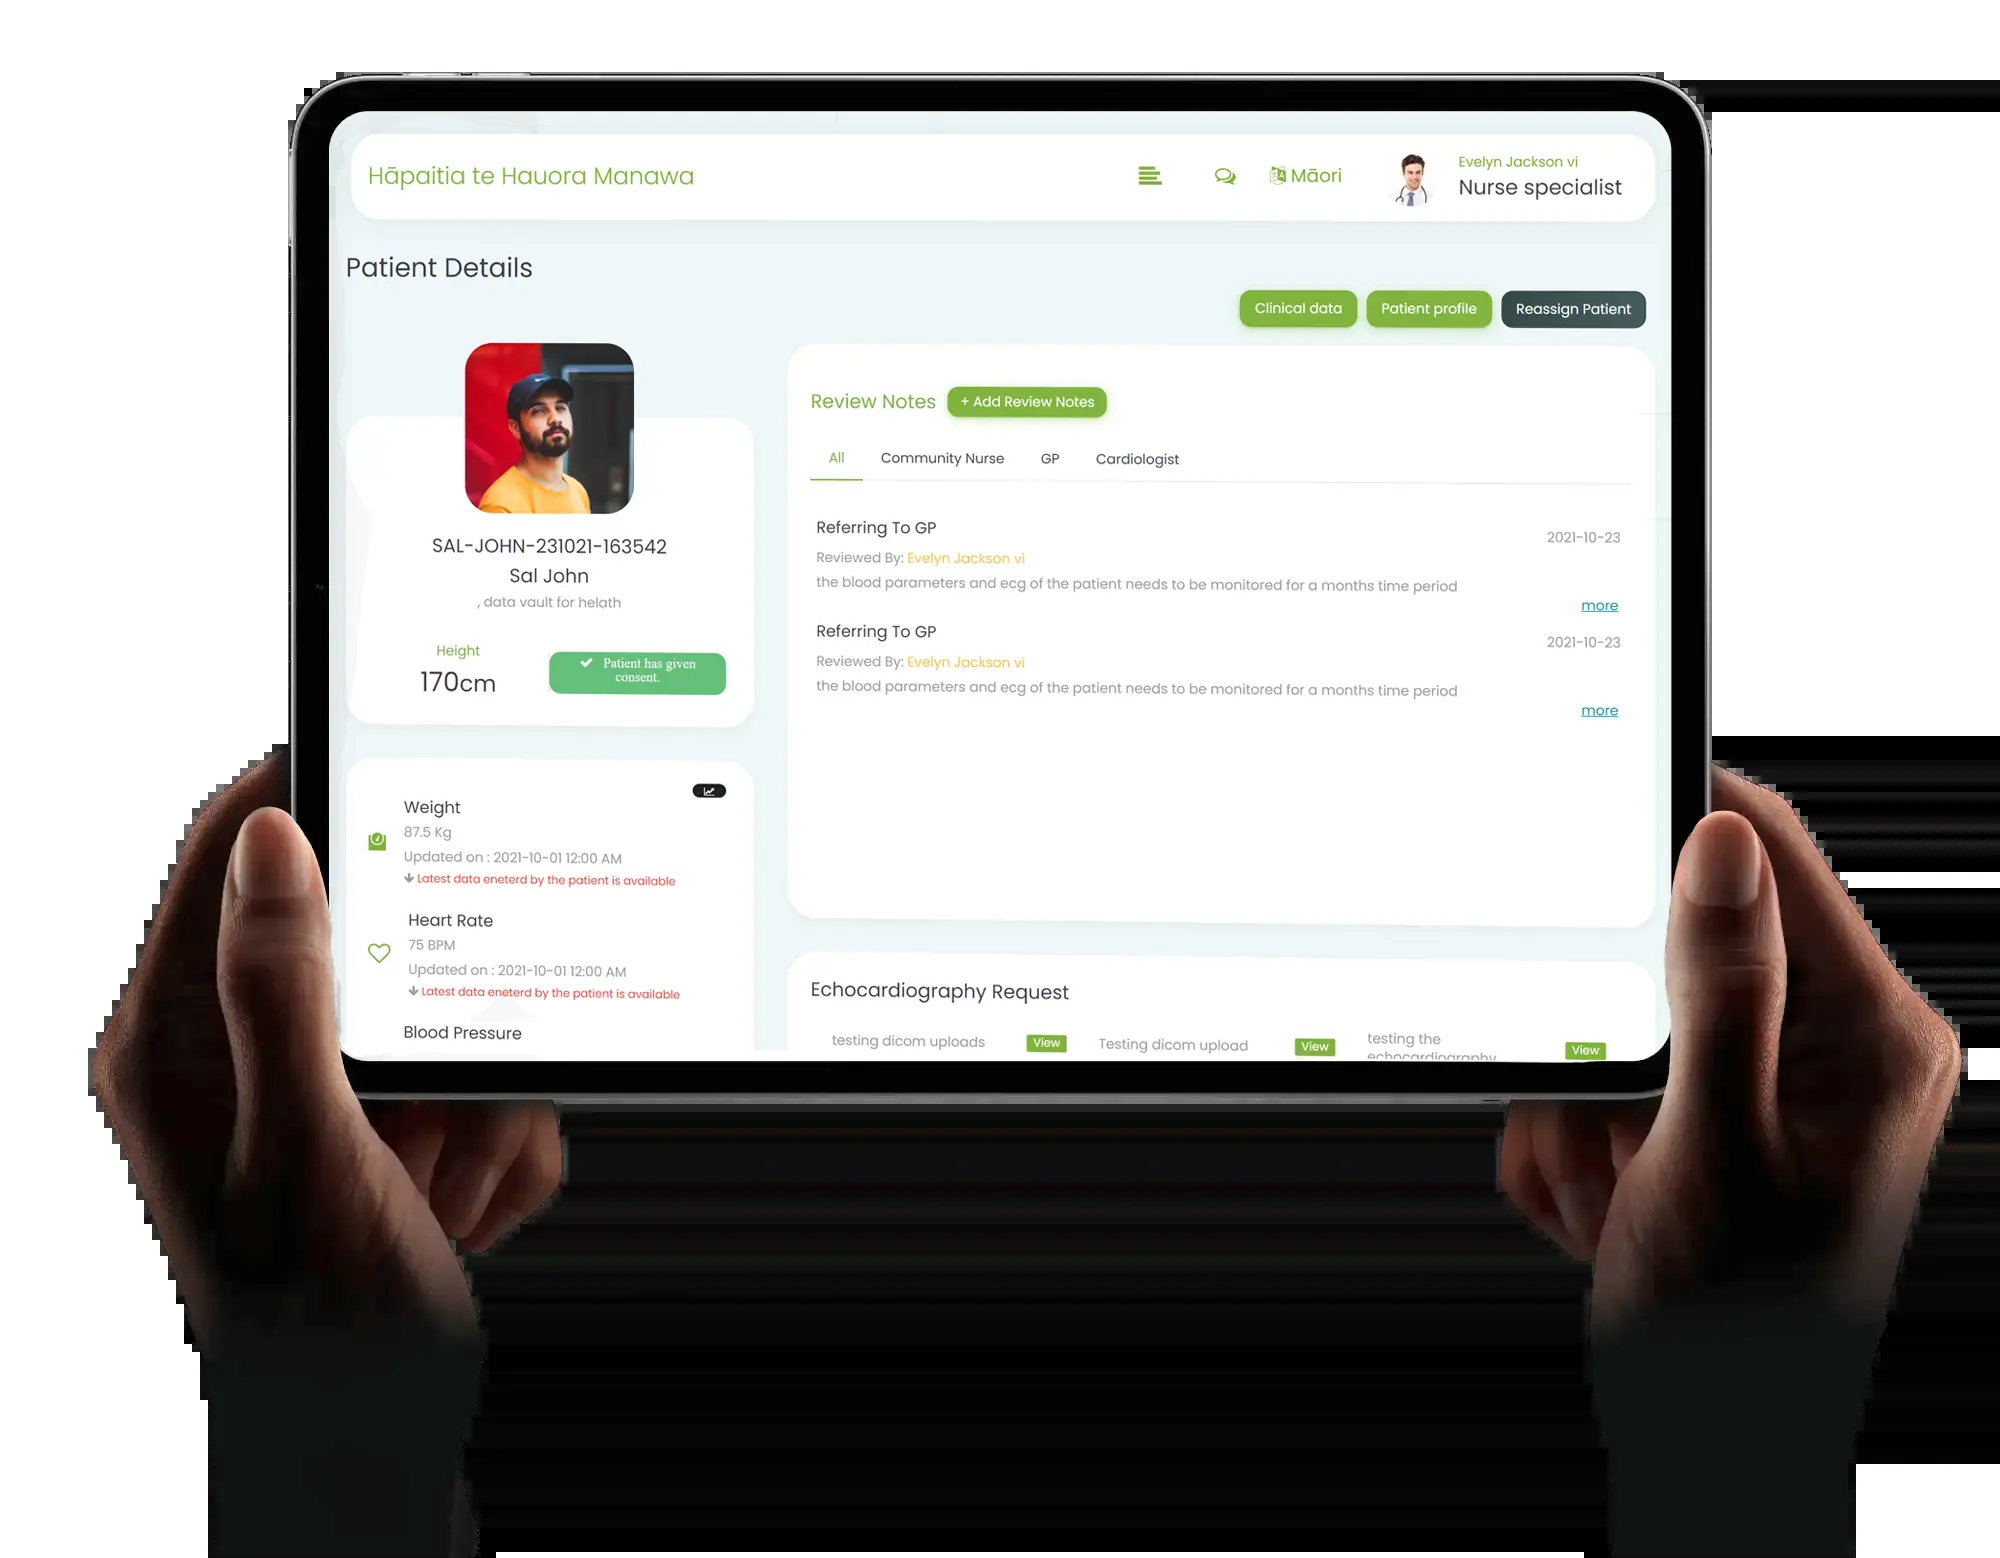 Hāpaitia te Hauora Manawa
Māori
Evelyn Jackson vi
Nurse specialist
Patient Details
Clinical data
Patient profile
Reassign Patient
SAL-JOHN-231021-163542
Sal John
, data vault for helath
Height
170cm
Patient has given
consent.
Weight
87.5 Kg
Updated on : 2021-10-01 12:00 AM
Latest data eneterd by the patient is available
Heart Rate
75 BPM
Updated on : 2021-10-01 12:00 AM
Latest data eneterd by the patient is available
Blood Pressure
Review Notes
+ Add Review Notes
All
Community Nurse
GP
Cardiologist
Referring To GP
2021-10-23
Reviewed By: Evelyn Jackson vi
the blood parameters and ecg of the patient needs to be monitored for a months time period
more
Referring To GP
2021-10-23
Reviewed By: Evelyn Jackson vi
the blood parameters and ecg of the patient needs to be monitored for a months time period
more
Echocardiography Request
testing dicom uploads
View
Testing dicom upload
View
testing the
echocardiography
View